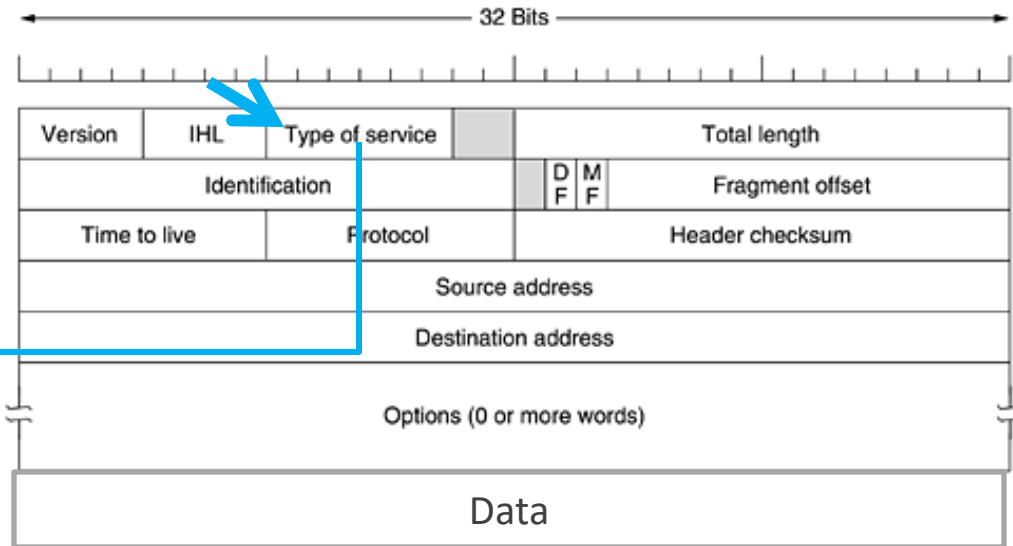 32 Bits
Version IHL Type of service Total length
Identification D F M F Fragment offset
Time to live Protocol Header checksum
Source address
Destination address
Options (0 or more words)
Data